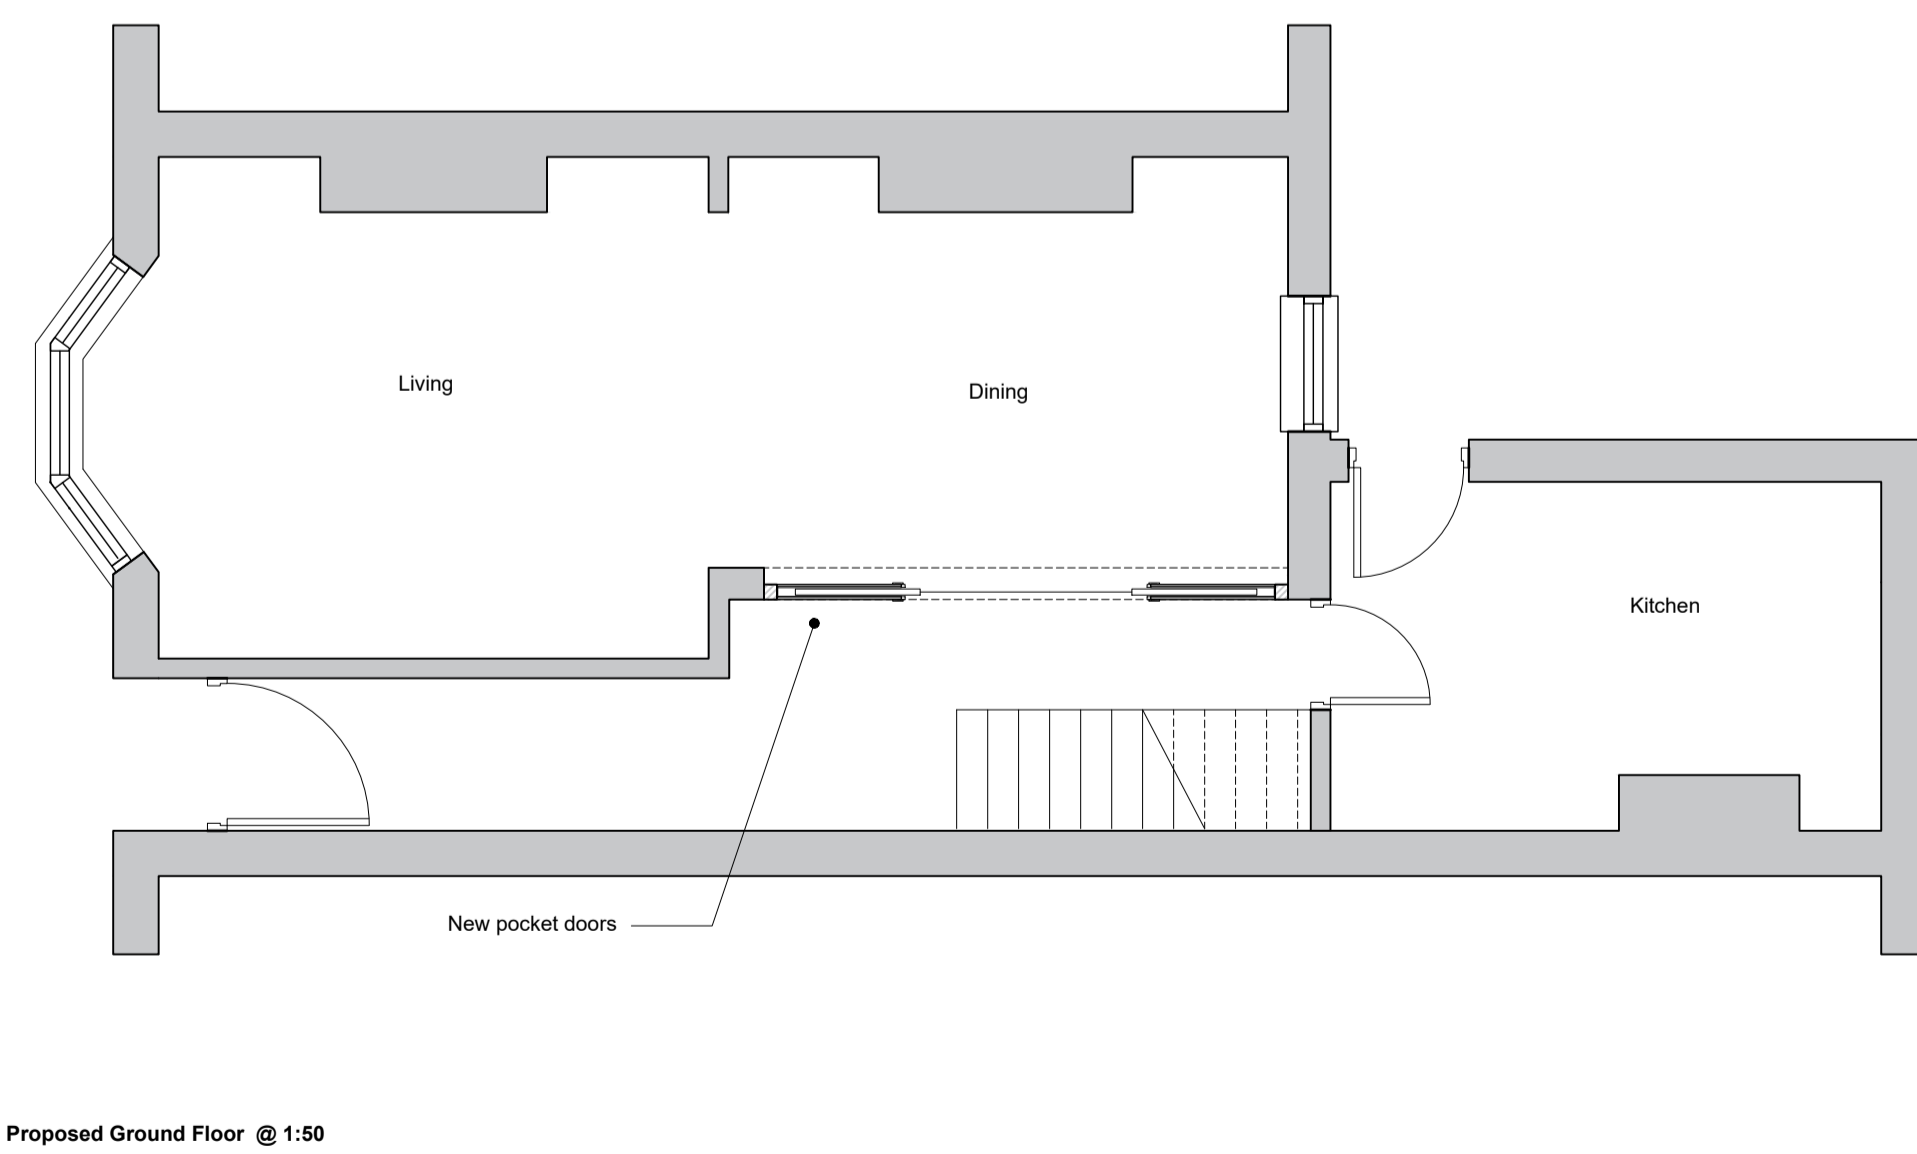 Living
Dining
Kitchen
New pocket doors
Proposed Ground Floor @ 1:50